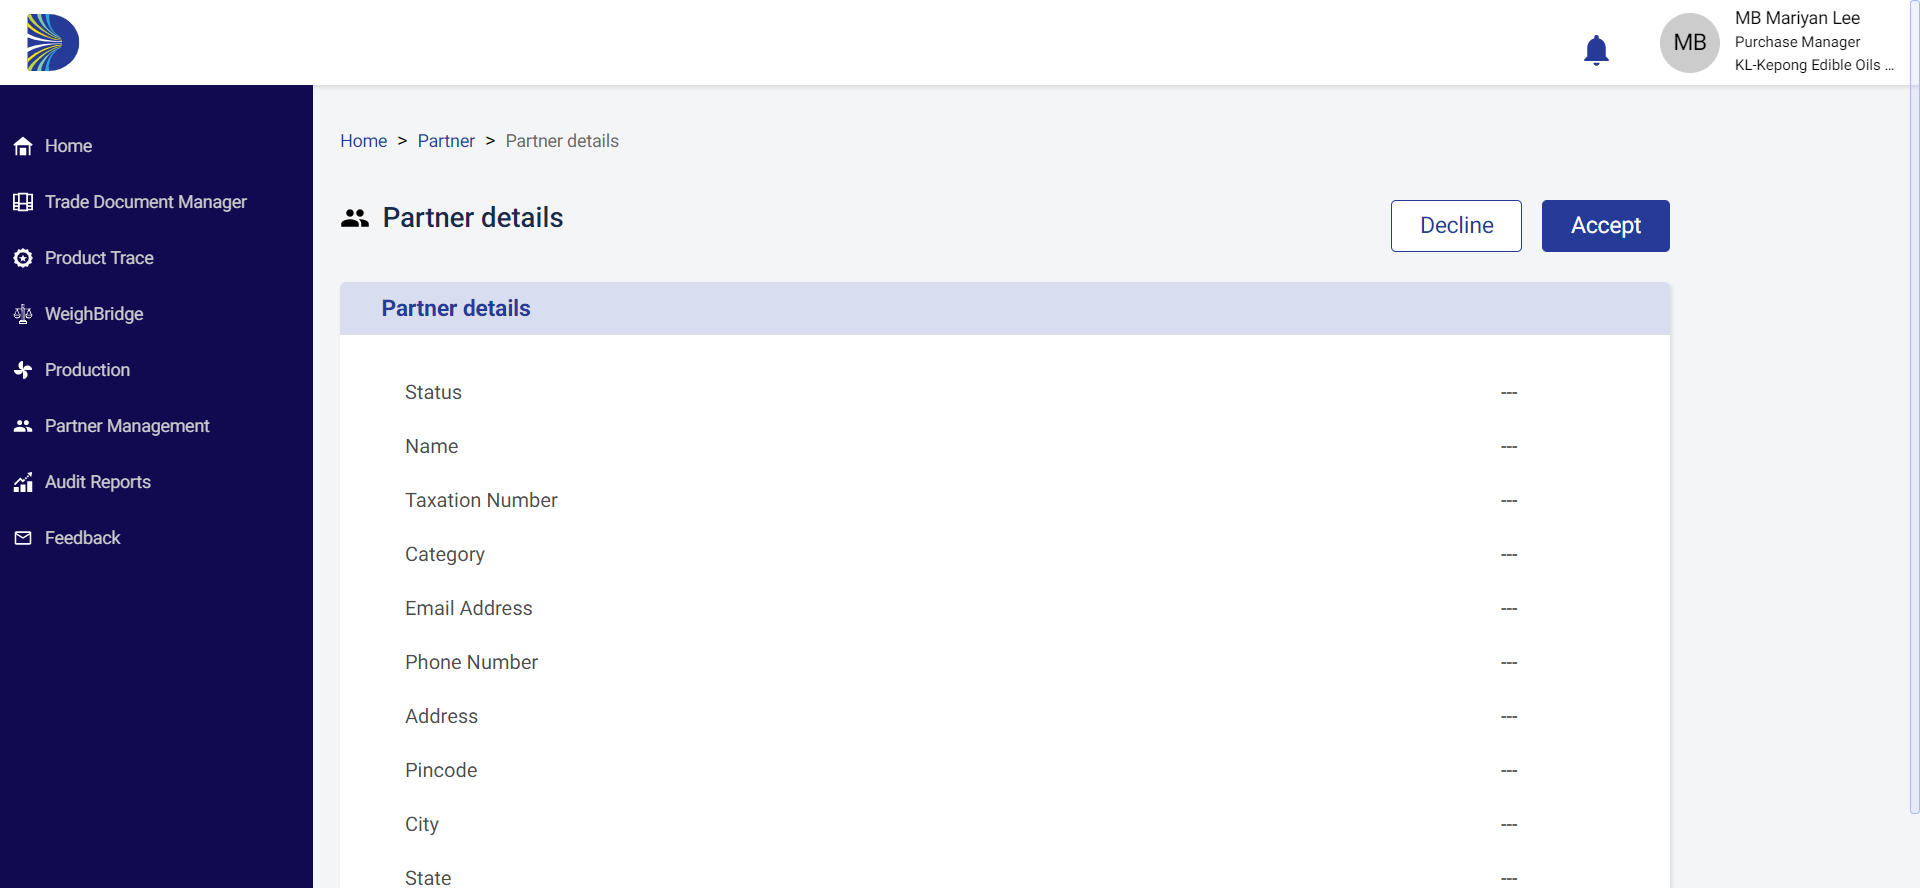 MB
MB Mariyan Lee
Purchase Manager
KL-Kepong Edible Oils ...
Home
Trade Document Manager
Product Trace
WeighBridge
Production
Partner Management
Audit Reports
Feedback
Home > Partner > Partner details
Partner details
Decline
Accept
Partner details
Status ---
Name ---
Taxation Number ---
Category ---
Email Address ---
Phone Number ---
Address ---
Pincode ---
City ---
State ---